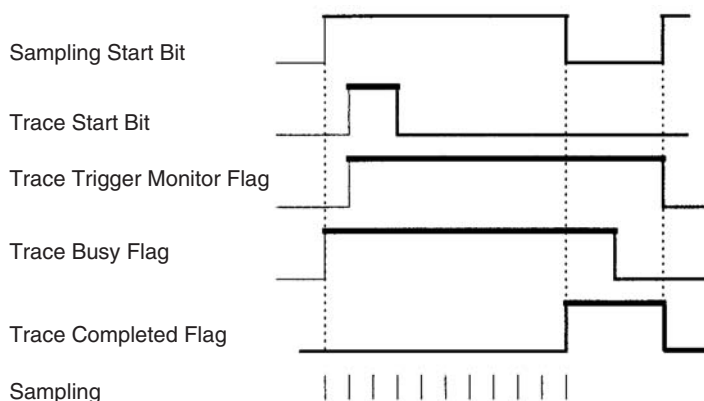 Sampling Start Bit
Trace Start Bit
Trace Trigger Monitor Flag
Trace Busy Flag
Trace Completed Flag
Sampling